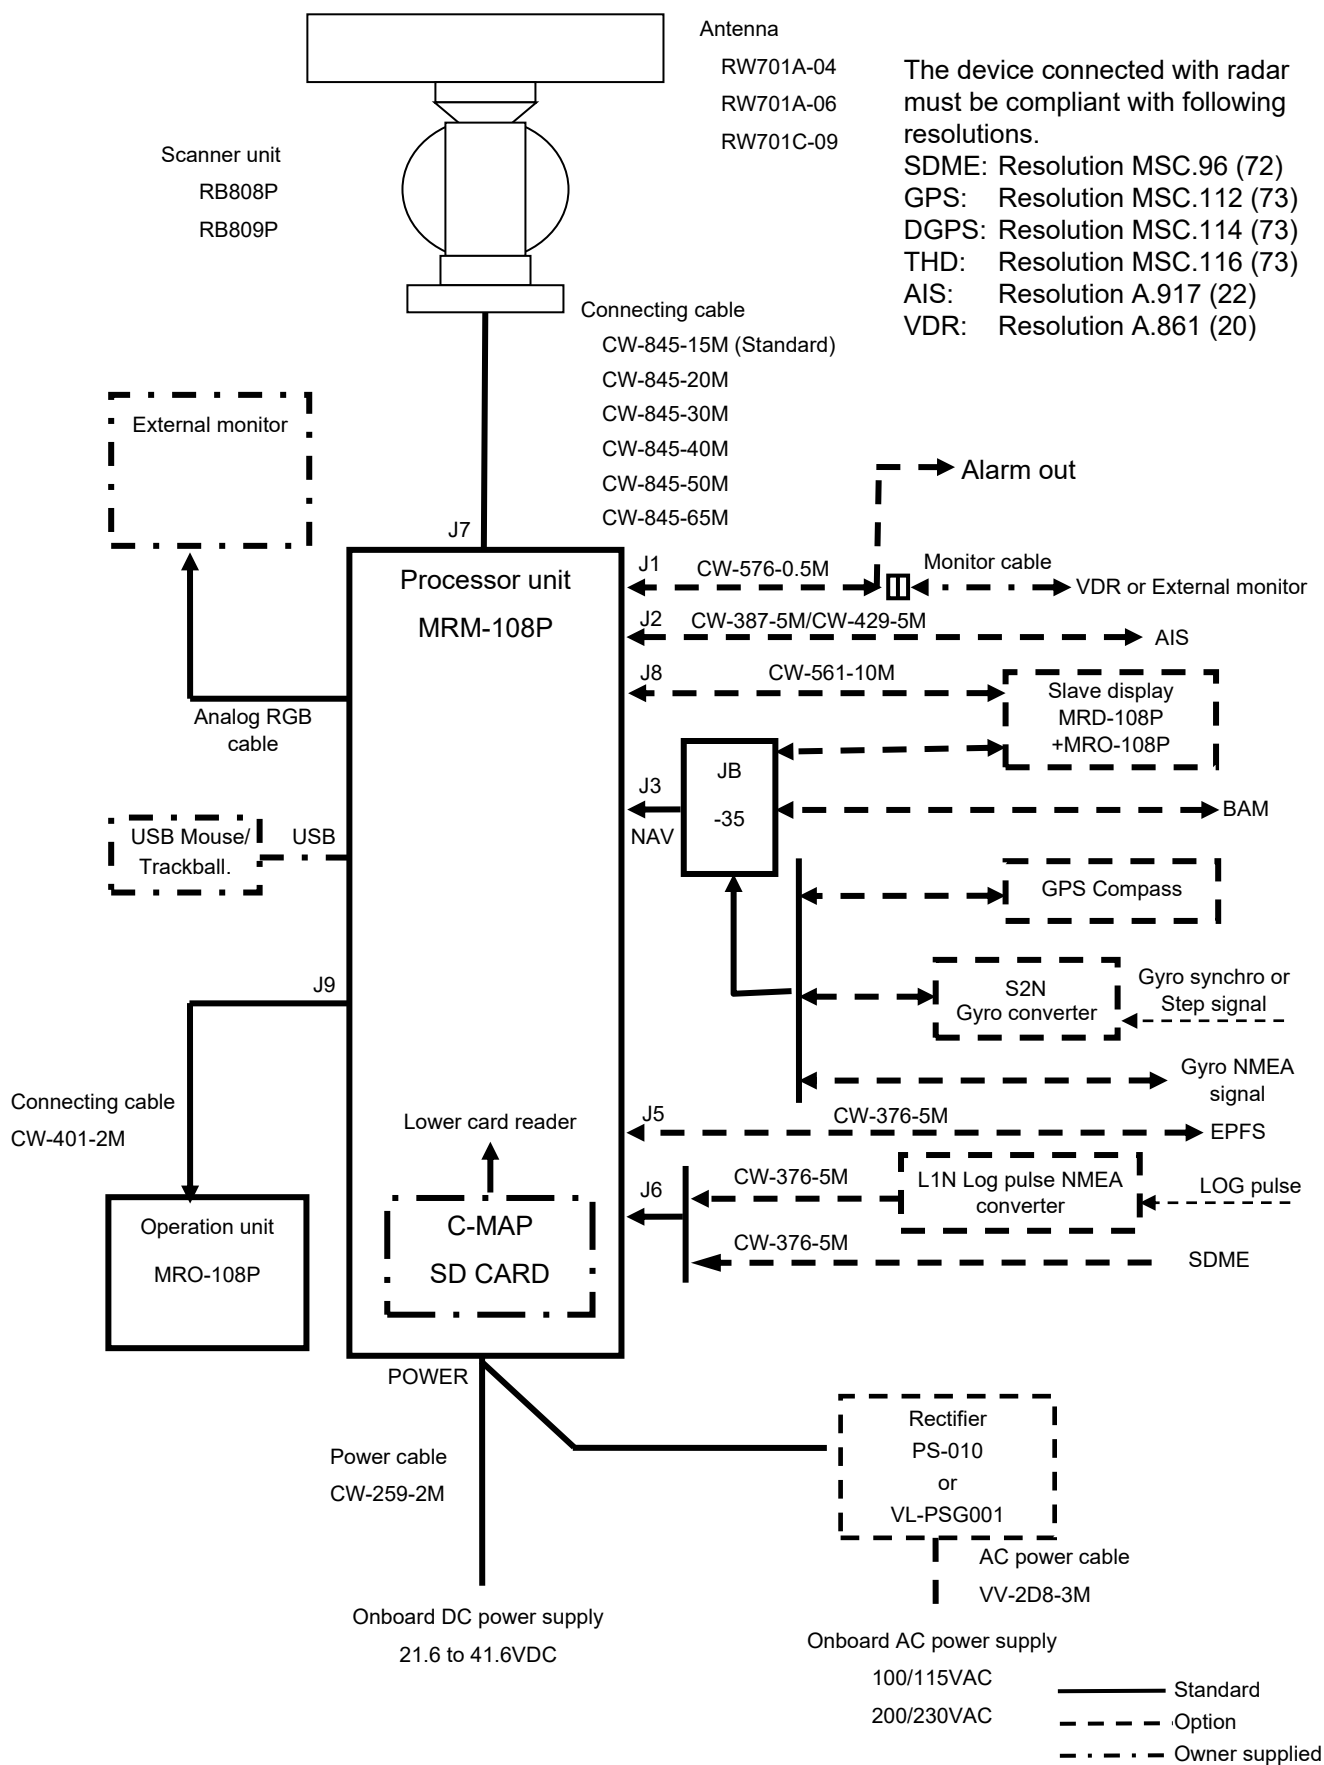 Antenna
RW701A-04
RW701A-06
RW701C-09
The device connected with radar
must be compliant with following
resolutions.
SDME: Resolution MSC.96 (72)
GPS: Resolution MSC.112 (73)
DGPS: Resolution MSC.114 (73)
THD: Resolution MSC.116 (73)
AIS: Resolution A.917 (22)
VDR: Resolution A.861 (20)
Scanner unit
RB808P
RB809P
Connecting cable
CW-845-15M (Standard)
CW-845-20M
CW-845-30M
CW-845-40M
CW-845-50M
CW-845-65M
External monitor
Alarm out
J7
J1
CW-576-0.5M
Monitor cable
VDR or External monitor
Processor unit
MRM-108P
J2
CW-387-5M/CW-429-5M
AIS
J8
CW-561-10M
Slave display
MRD-108P
+MRO-108P
Analog RGB
cable
JB
-35
J3
NAV
BAM
USB Mouse/
Trackball.
USB
GPS Compass
J9
S2N
Gyro converter
Gyro synchro or
Step signal
Gyro NMEA
signal
Connecting cable
CW-401-2M
Lower card reader
J5
CW-376-5M
EPFS
J6
CW-376-5M
L1N Log pulse NMEA
converter
LOG pulse
CW-376-5M
SDME
C-MAP
SD CARD
Operation unit
MRO-108P
POWER
Power cable
CW-259-2M
Rectifier
PS-010
or
VL-PSG001
AC power cable
VV-2D8-3M
Onboard DC power supply
21.6 to 41.6VDC
Onboard AC power supply
100/115VAC
200/230VAC
Standard
Option
Owner supplied